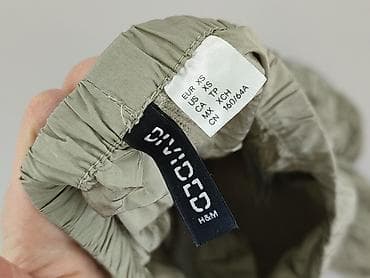 EUR XS
US XS
CA TP
MX XCH
CN 160/64A
DIVIDED
H&M